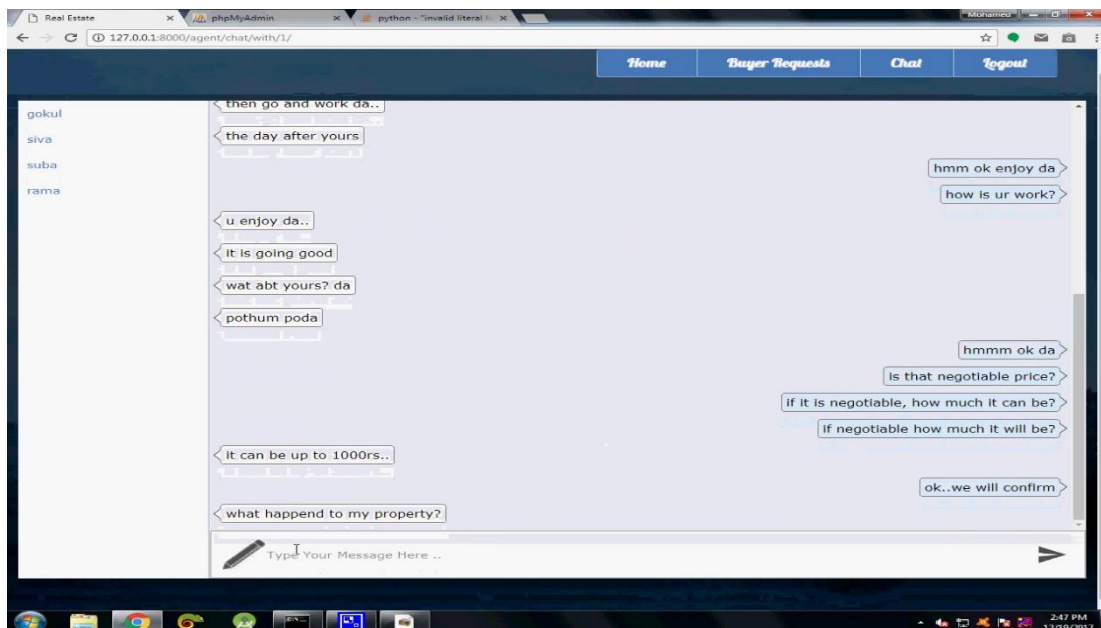 Real Estate
phpMyAdmin
python - "invalid literal f
Mohamed
127.0.0.1:8000/agent/chat/with/1/
Home
Buyer Requests
Chat
Logout
gokul
siva
suba
rama
then go and work da..
the day after yours
hmm ok enjoy da
how is ur work?
u enjoy da..
it is going good
wat abt yours? da
pothum poda
hmmm ok da
is that negotiable price?
if it is negotiable, how much it can be?
if negotiable how much it will be?
it can be up to 1000rs..
ok..we will confirm
what happend to my property?
Type Your Message Here ..
2:47 PM
12/19/2017